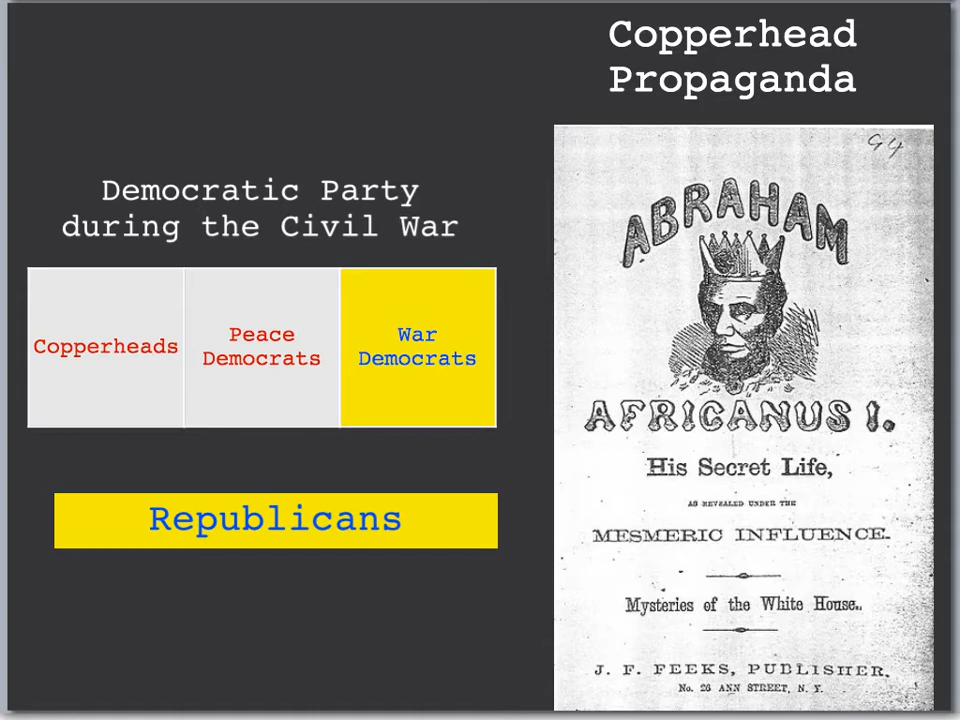 Copperhead
Propaganda
Democratic Party
during the Civil War
Copperheads
Peace
Democrats
War
Democrats
Republicans
94
ABRAHAM
AFRICANUS I.
His Secret Life,
AS REVEALED UNDER THE
MESMERIC INFLUENCE.
Mysteries of the White House.
J. F. FEEKS, PUBLISHER.
No. 26 ANN STREET, N. Y.